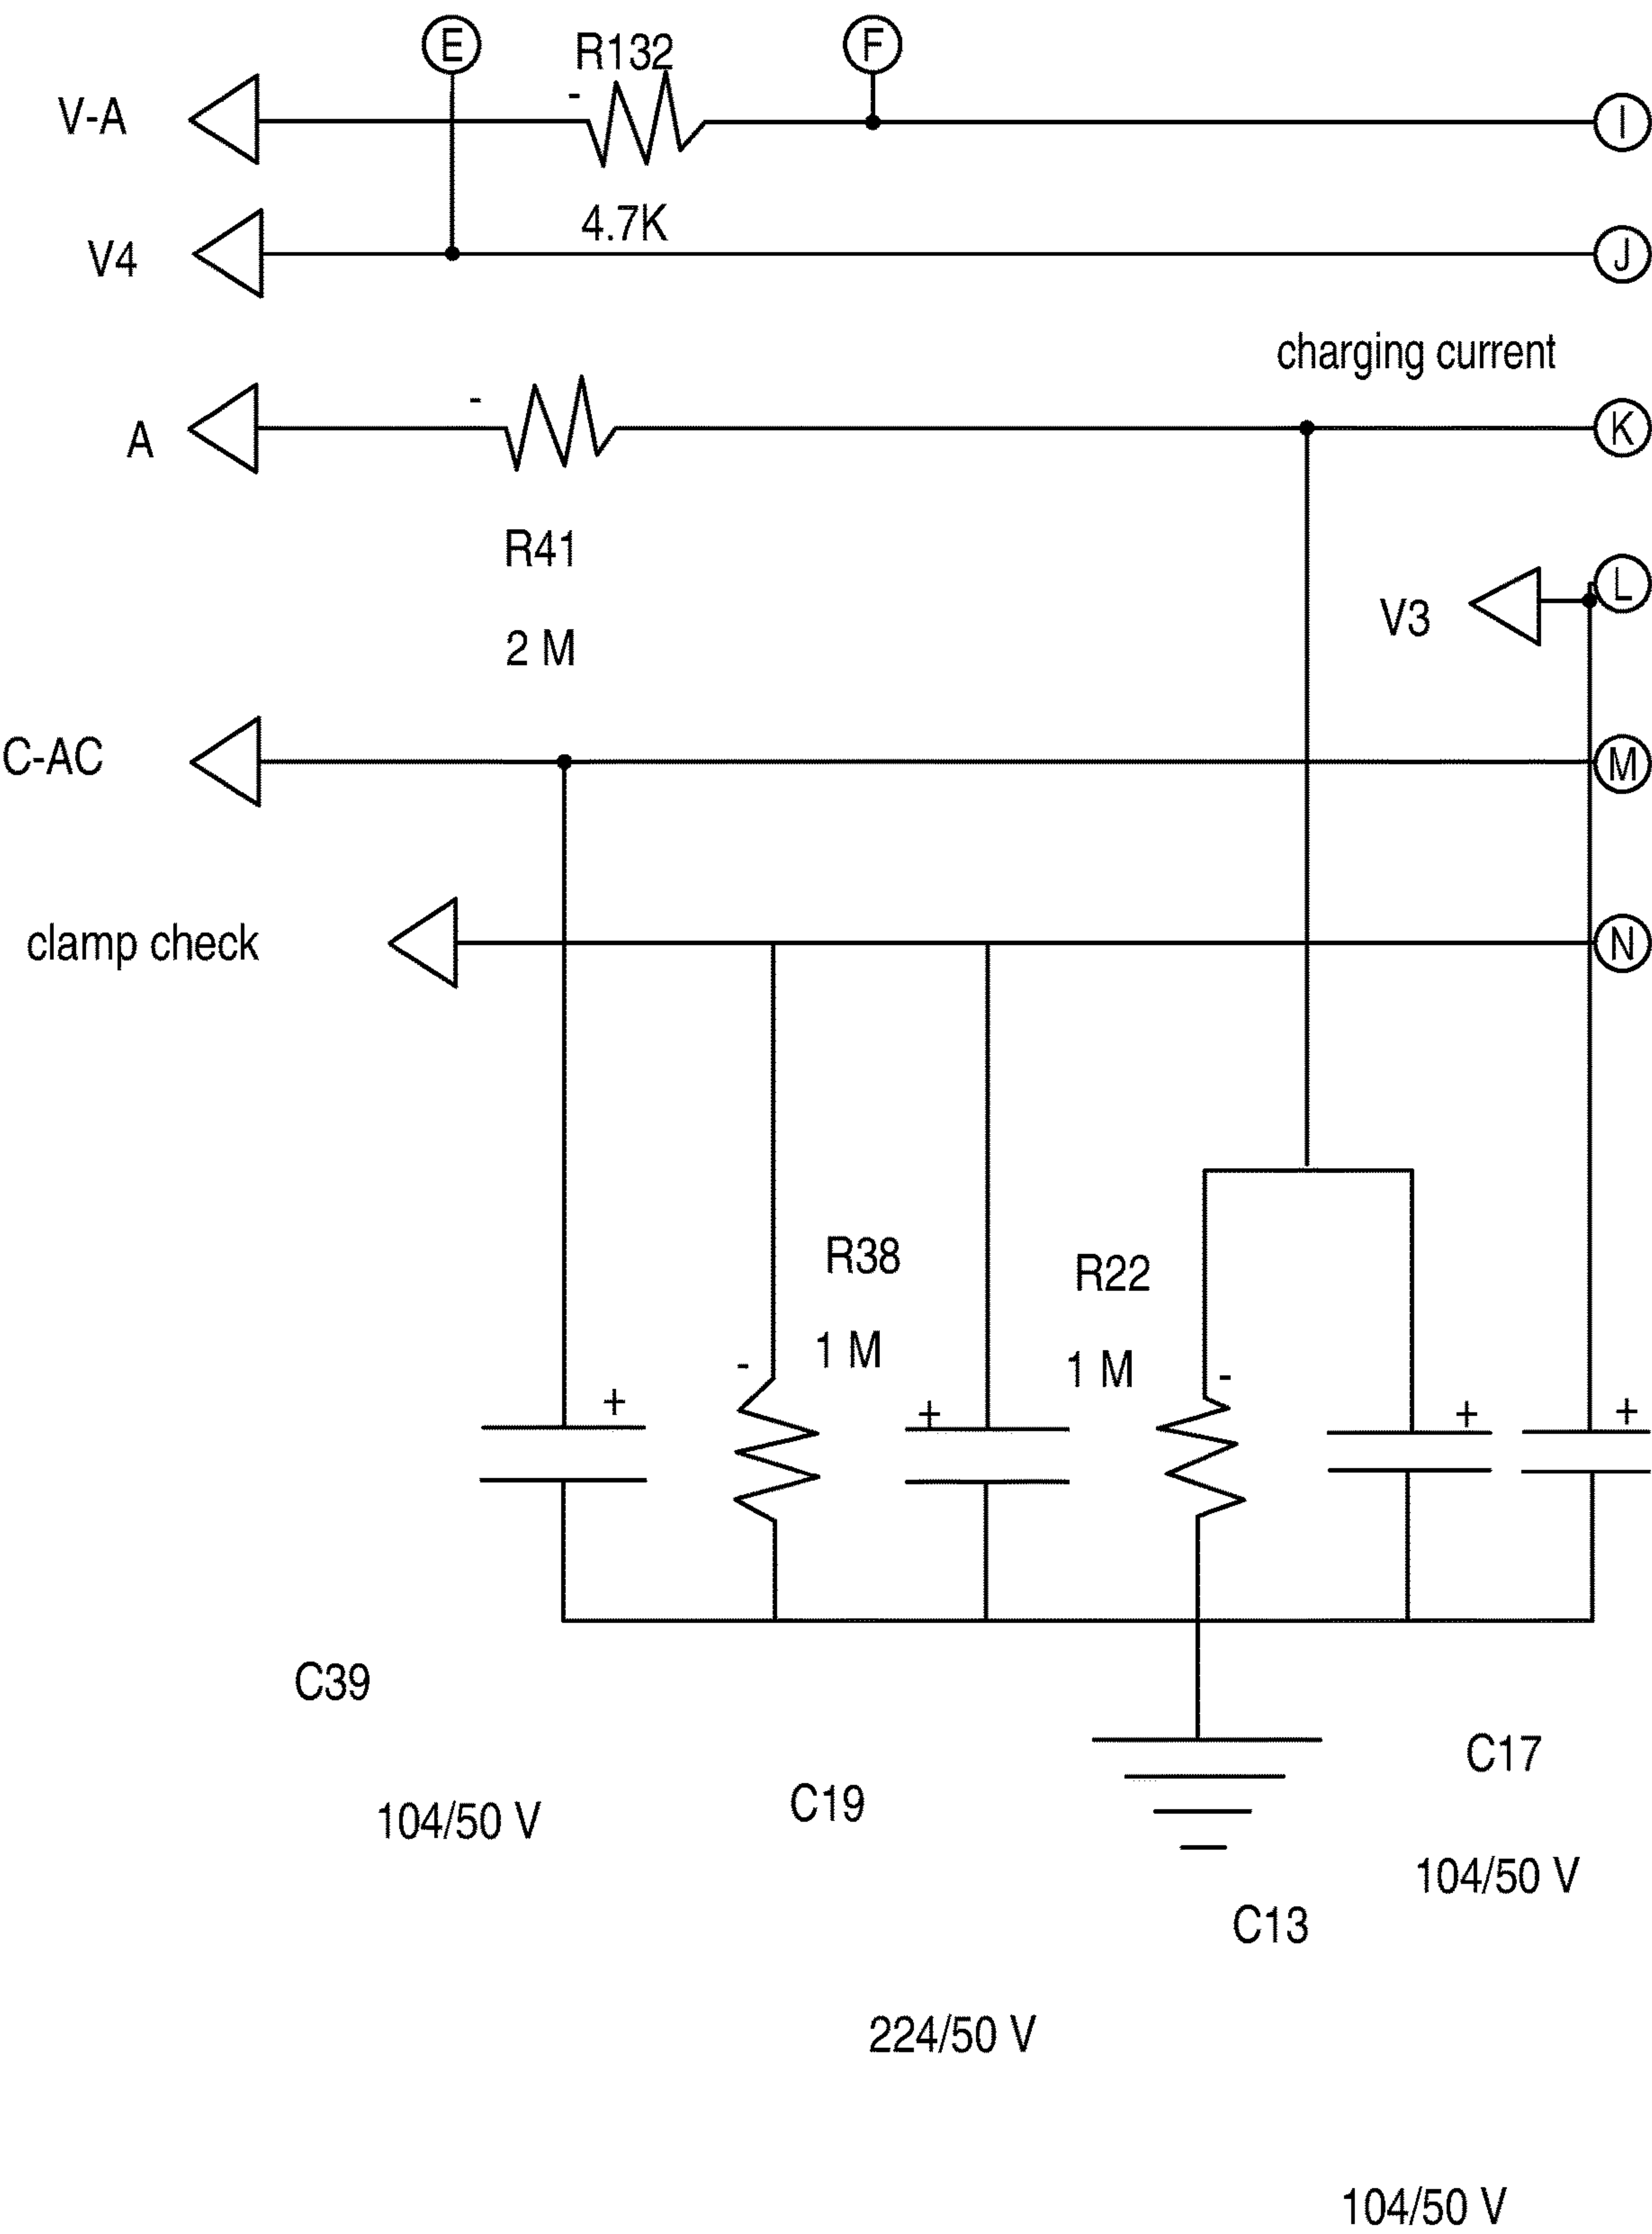 E
R132
F
-
V-A
I
4.7K
V4
J
charging current
-
A
K
R41
L
V3
2 M
C-AC
M
clamp check
N
R38
R22
1 M
1 M
-
-
+
+
+
+
C39
C17
C19
104/50 V
104/50 V
C13
224/50 V
104/50 V